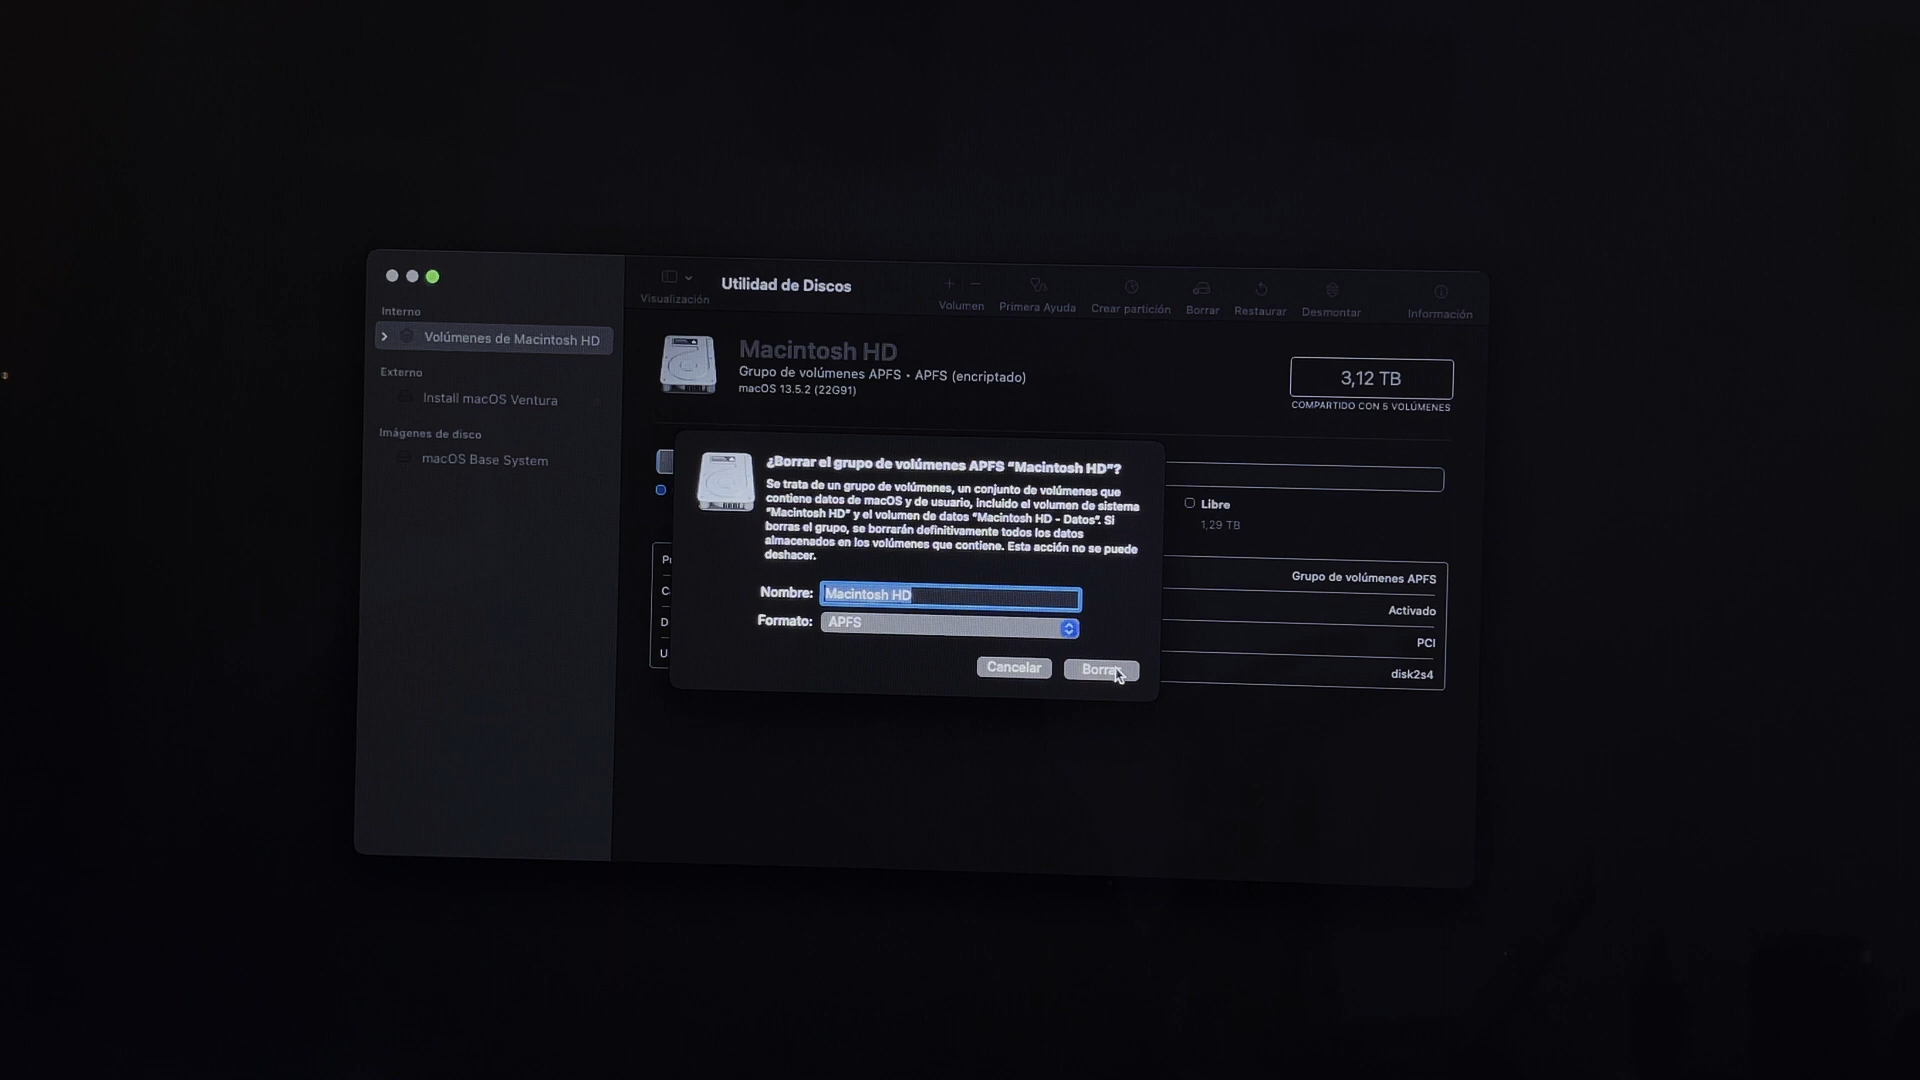 Utilidad de Discos
Visualización
Volumen
Primera Ayuda
Crear partición
Borrar
Restaurar
Desmontar
Información
Interno
Volúmenes de Macintosh HD
Externo
Install macOS Ventura
Imágenes de disco
macOS Base System
Macintosh HD
Grupo de volúmenes APFS • APFS (encriptado)
macOS 13.5.2 (22G91)
3,12 TB
COMPARTIDO CON 5 VOLÚMENES
¿Borrar el grupo de volúmenes APFS “Macintosh HD”?
Se trata de un grupo de volúmenes, un conjunto de volúmenes que
contiene datos de macOS y de usuario, incluido el volumen de sistema
“Macintosh HD” y el volumen de datos “Macintosh HD - Datos”. Si
borras el grupo, se borrarán definitivamente todos los datos
almacenados en los volúmenes que contiene. Esta acción no se puede
deshacer.
Nombre: Macintosh HD
Formato: APFS
Cancelar
Borrar
Libre
1,29 TB
Grupo de volúmenes APFS
Activado
PCI
disk2s4